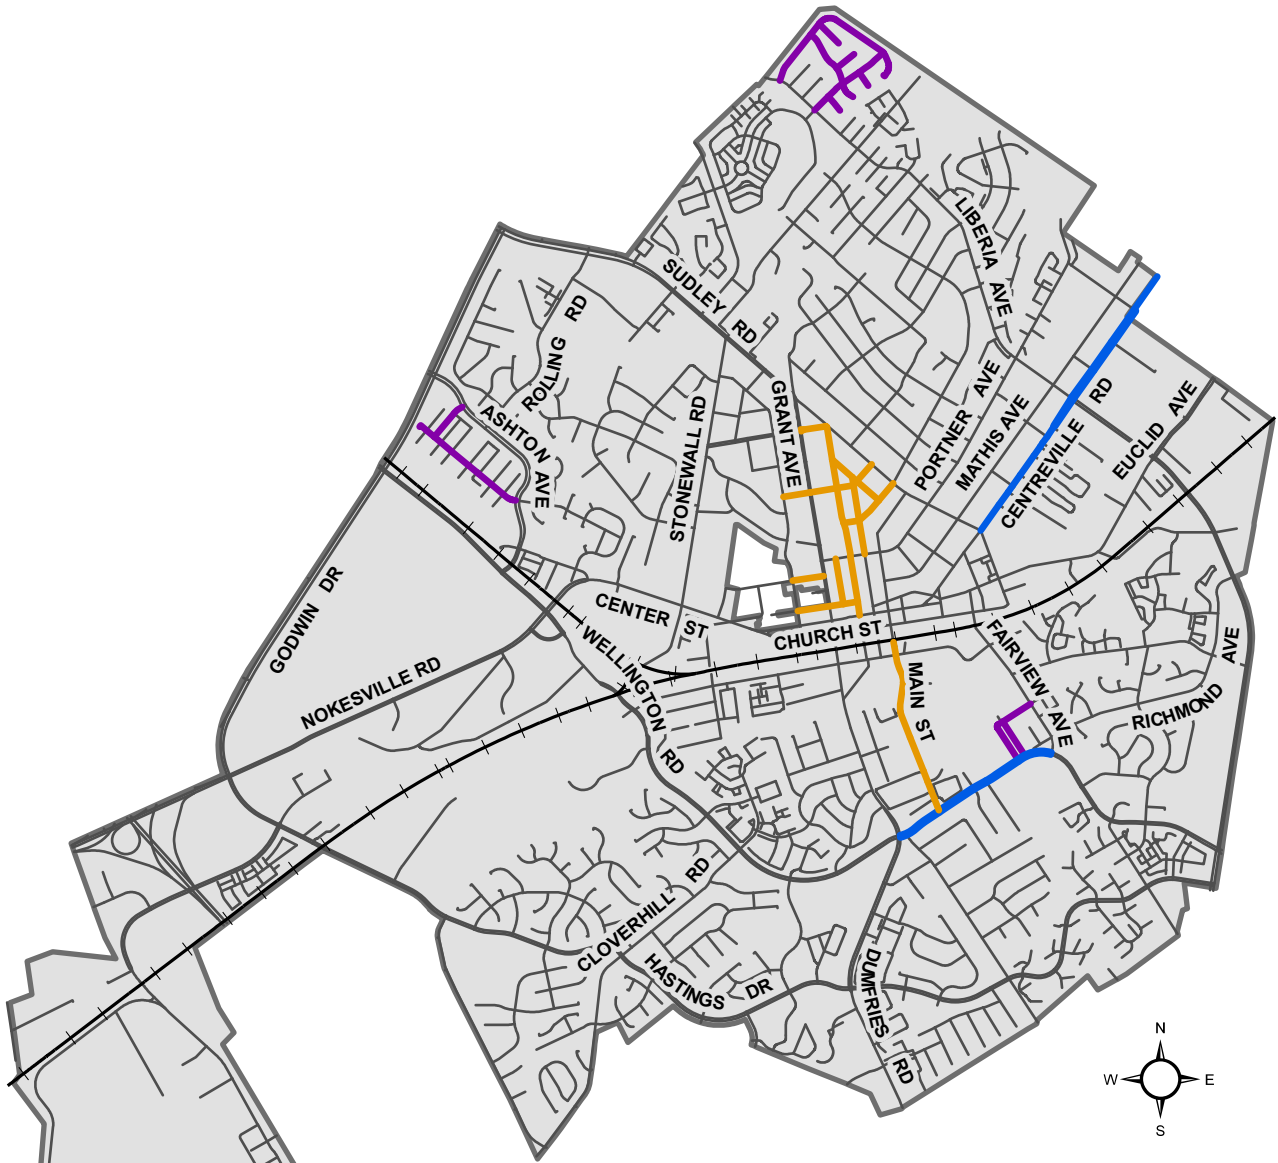 LIBERIA AVE
SUDLEY RD
ROLLING RD
ASHTON AVE
STONEWALL RD
GRANT AVE
PORTNER AVE
MATHIS AVE
CENTREVILLE RD
EUCLID AVE
GODWIN DR
CENTER ST
CHURCH ST
WELLINGTON RD
NOKESVILLE RD
MAIN ST
FAIRVIEW AVE
RICHMOND AVE
CLOVERHILL RD
HASTINGS DR
DUMFRIES RD
N
W E
S